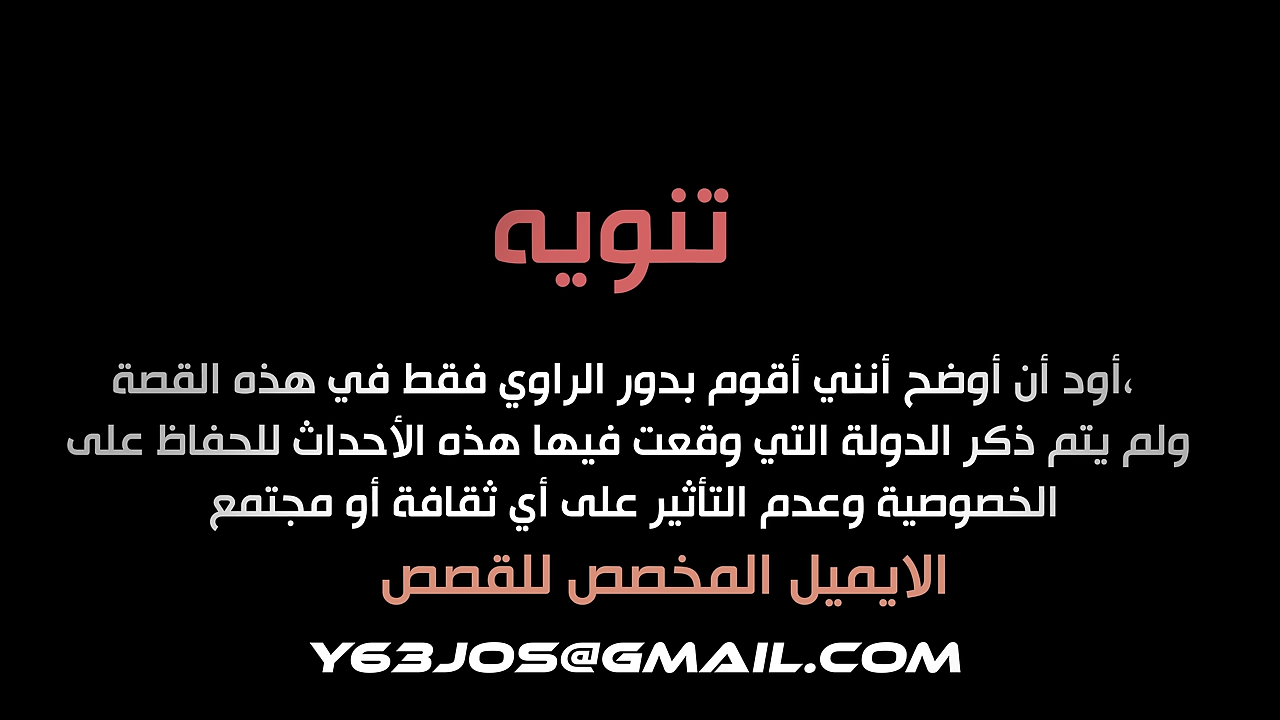 تنويه
أود أن أوضح أنني أقوم بدور الراوي فقط في هذه القصة،
ولم يتم ذكر الدولة التي وقعت فيها هذه الأحداث للحفاظ على
الخصوصية وعدم التأثير على أي ثقافة أو مجتمع
الايميل المخصص للقصص
Y63JOS@GMAIL.COM